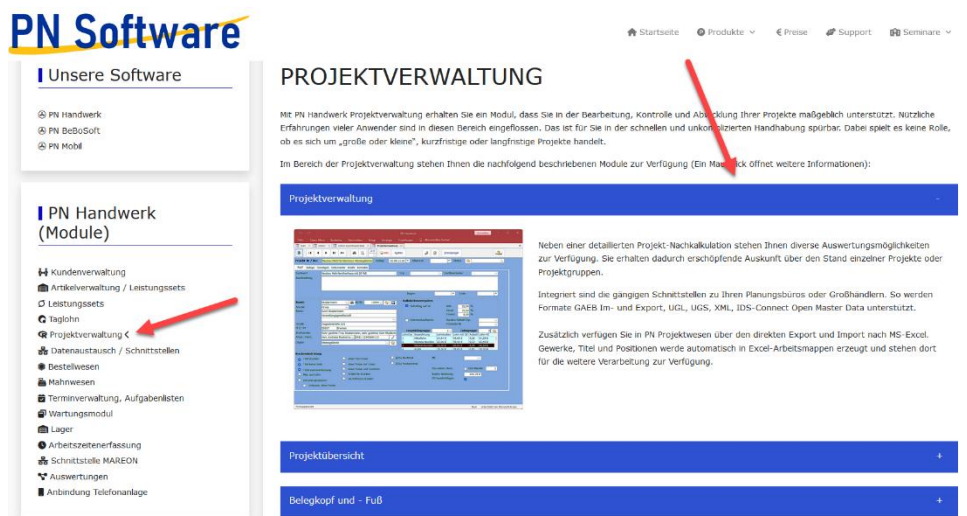 PN Software
Startseite
Produkte
€ Preise
Support
Seminare
Unsere Software
PN Handwerk
PN BeBoSoft
PN Mobil
PN Handwerk
(Module)
Kundenverwaltung
Artikelverwaltung / Leistungssets
Leistungssets
Taglohn
Projektverwaltung
Datenaustausch / Schnittstellen
Bestellwesen
Mahnwesen
Terminverwaltung, Aufgabenlisten
Wartungsmodul
Lager
Arbeitszeitenerfassung
Schnittstelle MAREON
Auswertungen
Anbindung Telefonanlage
PROJEKTVERWALTUNG
Mit PN Handwerk Projektverwaltung erhalten Sie ein Modul, dass Sie in der Bearbeitung, Kontrolle und Abwicklung Ihrer Projekte maßgeblich unterstützt. Nützliche
Erfahrungen vieler Anwender sind in diesen Bereich eingeflossen. Das ist für Sie in der schnellen und unkomplizierten Handhabung spürbar. Dabei spielt es keine Rolle,
ob es sich um „große oder kleine", kurzfristige oder langfristige Projekte handelt.
Im Bereich der Projektverwaltung stehen Ihnen die nachfolgend beschriebenen Module zur Verfügung (Ein Mausklick öffnet weitere Informationen):
Projektverwaltung -
Neben einer detaillierten Projekt-Nachkalkulation stehen Ihnen diverse Auswertungsmöglichkeiten
zur Verfügung. Sie erhalten dadurch erschöpfende Auskunft über den Stand einzelner Projekte oder
Projektgruppen.
Integriert sind die gängigen Schnittstellen zu Ihren Planungsbüros oder Großhändlern. So werden
Formate GAEB Im- und Export, UGL, UGS, XML, IDS-Connect Open Master Data unterstützt.
Zusätzlich verfügen Sie in PN Projektwesen über den direkten Export und Import nach MS-Excel.
Gewerke, Titel und Positionen werde automatisch in Excel-Arbeitsmappen erzeugt und stehen dort
für die weitere Verarbeitung zur Verfügung.
Projektübersicht +
Belegkopf und - Fuß +